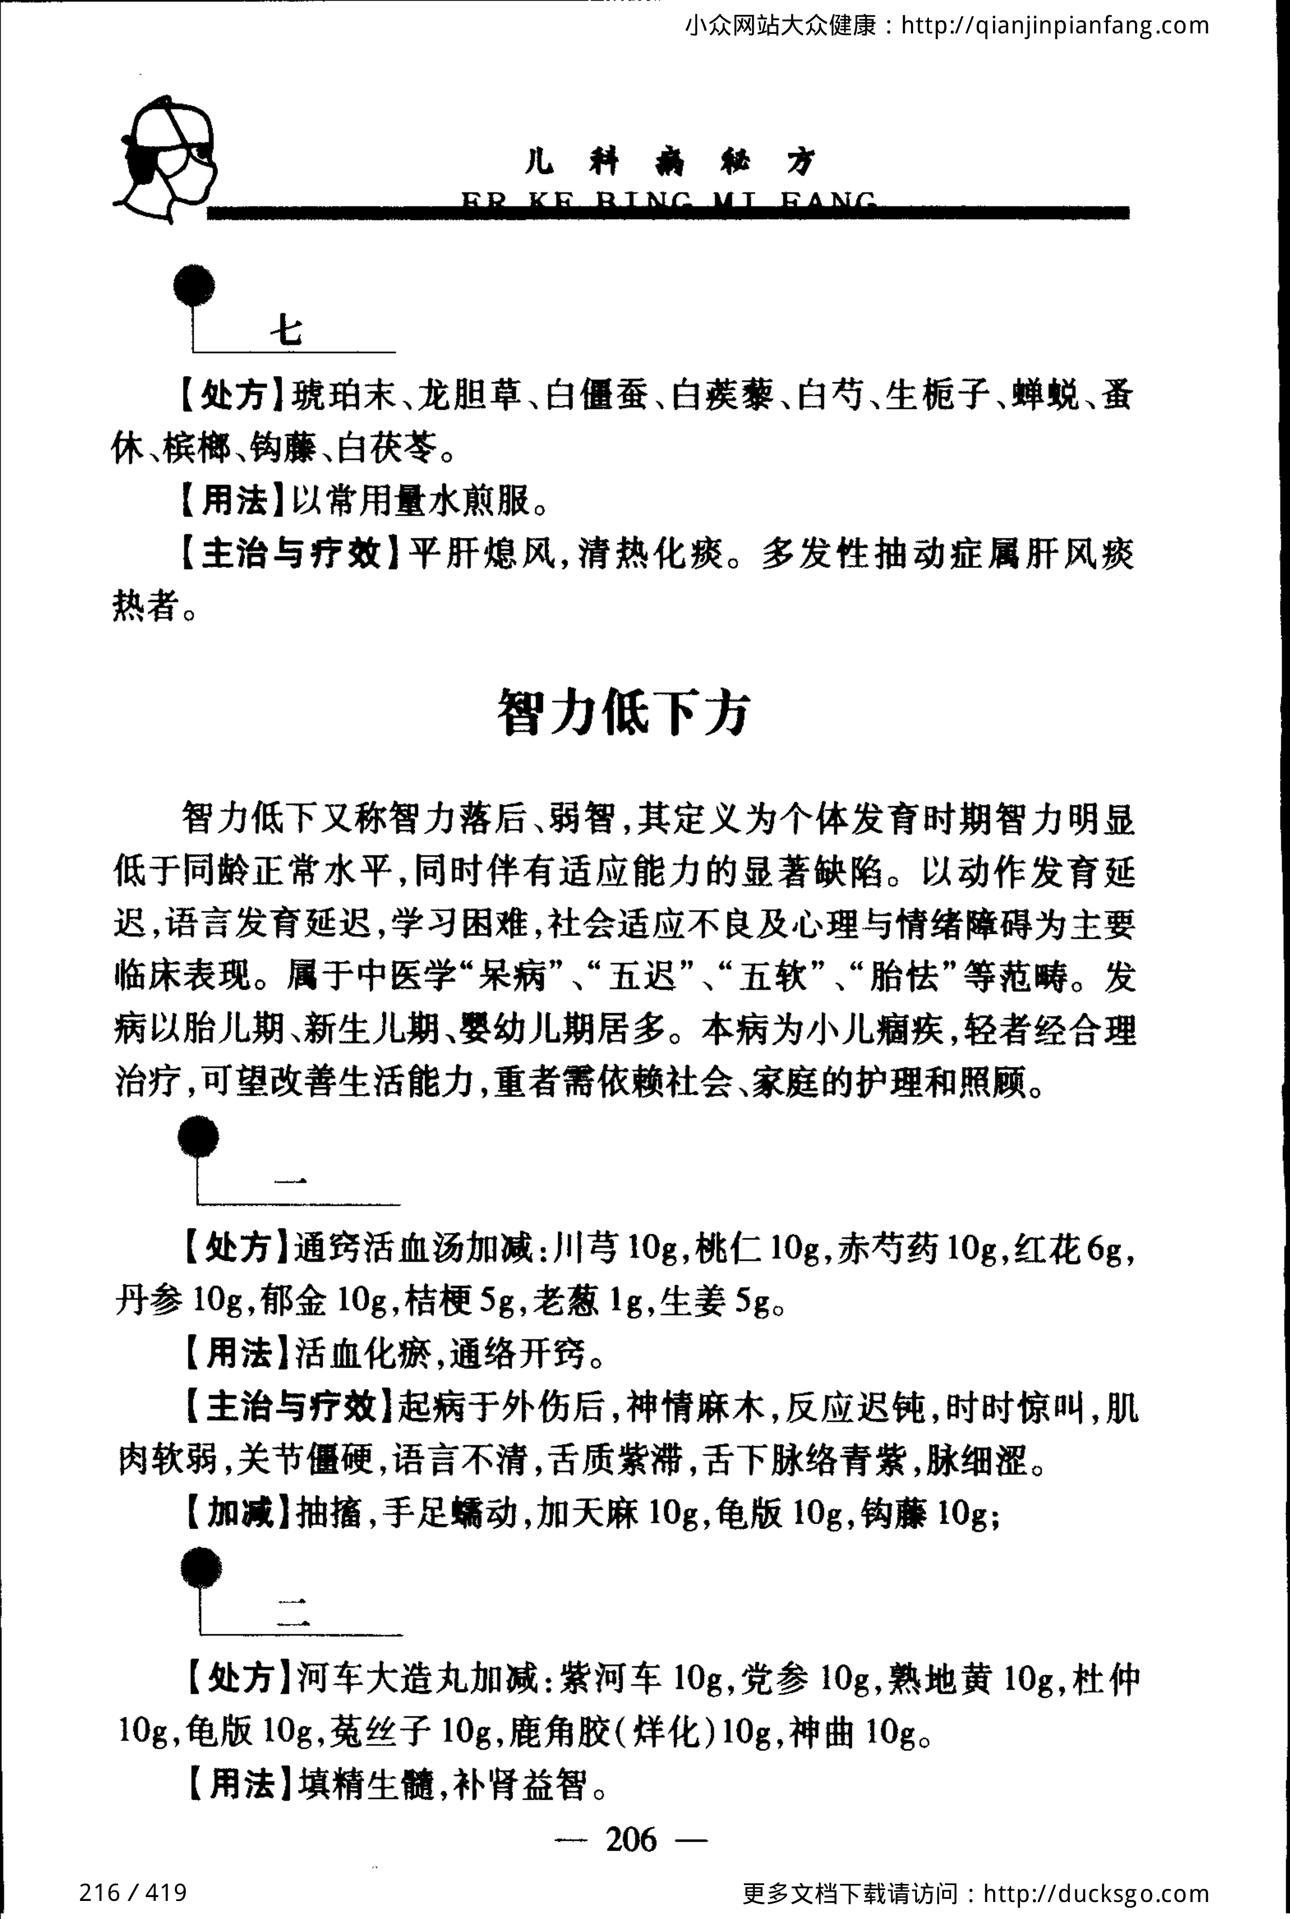 小众网站大众健康：http://qianjinpianfang.com
儿科病秘方
ER KE BING MI FANG
七
【处方】琥珀末、龙胆草、白僵蚕、白蒺藜、白芍、生栀子、蝉蜕、蚤
休、槟榔、钩藤、白茯苓。
【用法】以常用量水煎服。
【主治与疗效】平肝熄风，清热化痰。多发性抽动症属肝风痰
热者。
智力低下方
智力低下又称智力落后、弱智，其定义为个体发育时期智力明显
低于同龄正常水平，同时伴有适应能力的显著缺陷。以动作发育延
迟，语言发育延迟，学习困难，社会适应不良及心理与情绪障碍为主要
临床表现。属于中医学“呆病”、“五迟”、“五软”、“胎怯”等范畴。发
病以胎儿期、新生儿期、婴幼儿期居多。本病为小儿痼疾，轻者经合理
治疗，可望改善生活能力，重者需依赖社会、家庭的护理和照顾。
一
【处方】通窍活血汤加减：川芎 10g，桃仁 10g，赤芍药 10g，红花 6g，
丹参 10g，郁金 10g，桔梗 5g，老葱 1g，生姜 5g。
【用法】活血化瘀，通络开窍。
【主治与疗效】起病于外伤后，神情麻木，反应迟钝，时时惊叫，肌
肉软弱，关节僵硬，语言不清，舌质紫滞，舌下脉络青紫，脉细涩。
【加减】抽搐，手足蠕动，加天麻 10g，龟版 10g，钩藤 10g；
二
【处方】河车大造丸加减：紫河车 10g，党参 10g，熟地黄 10g，杜仲
10g，龟版 10g，菟丝子 10g，鹿角胶（烊化）10g，神曲 10g。
【用法】填精生髓，补肾益智。
— 206 —
216 / 419
更多文档下载请访问：http://ducksgo.com